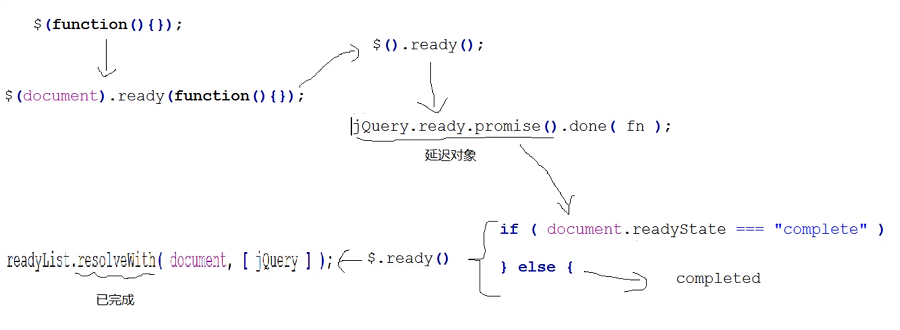 $(function(){});
$().ready();
$(document).ready(function(){});
jQuery.ready.promise().done( fn );
延迟对象
if ( document.readyState === "complete" )
readyList.resolveWith( document, [ jQuery ] );
$.ready()
} else {
completed
已完成